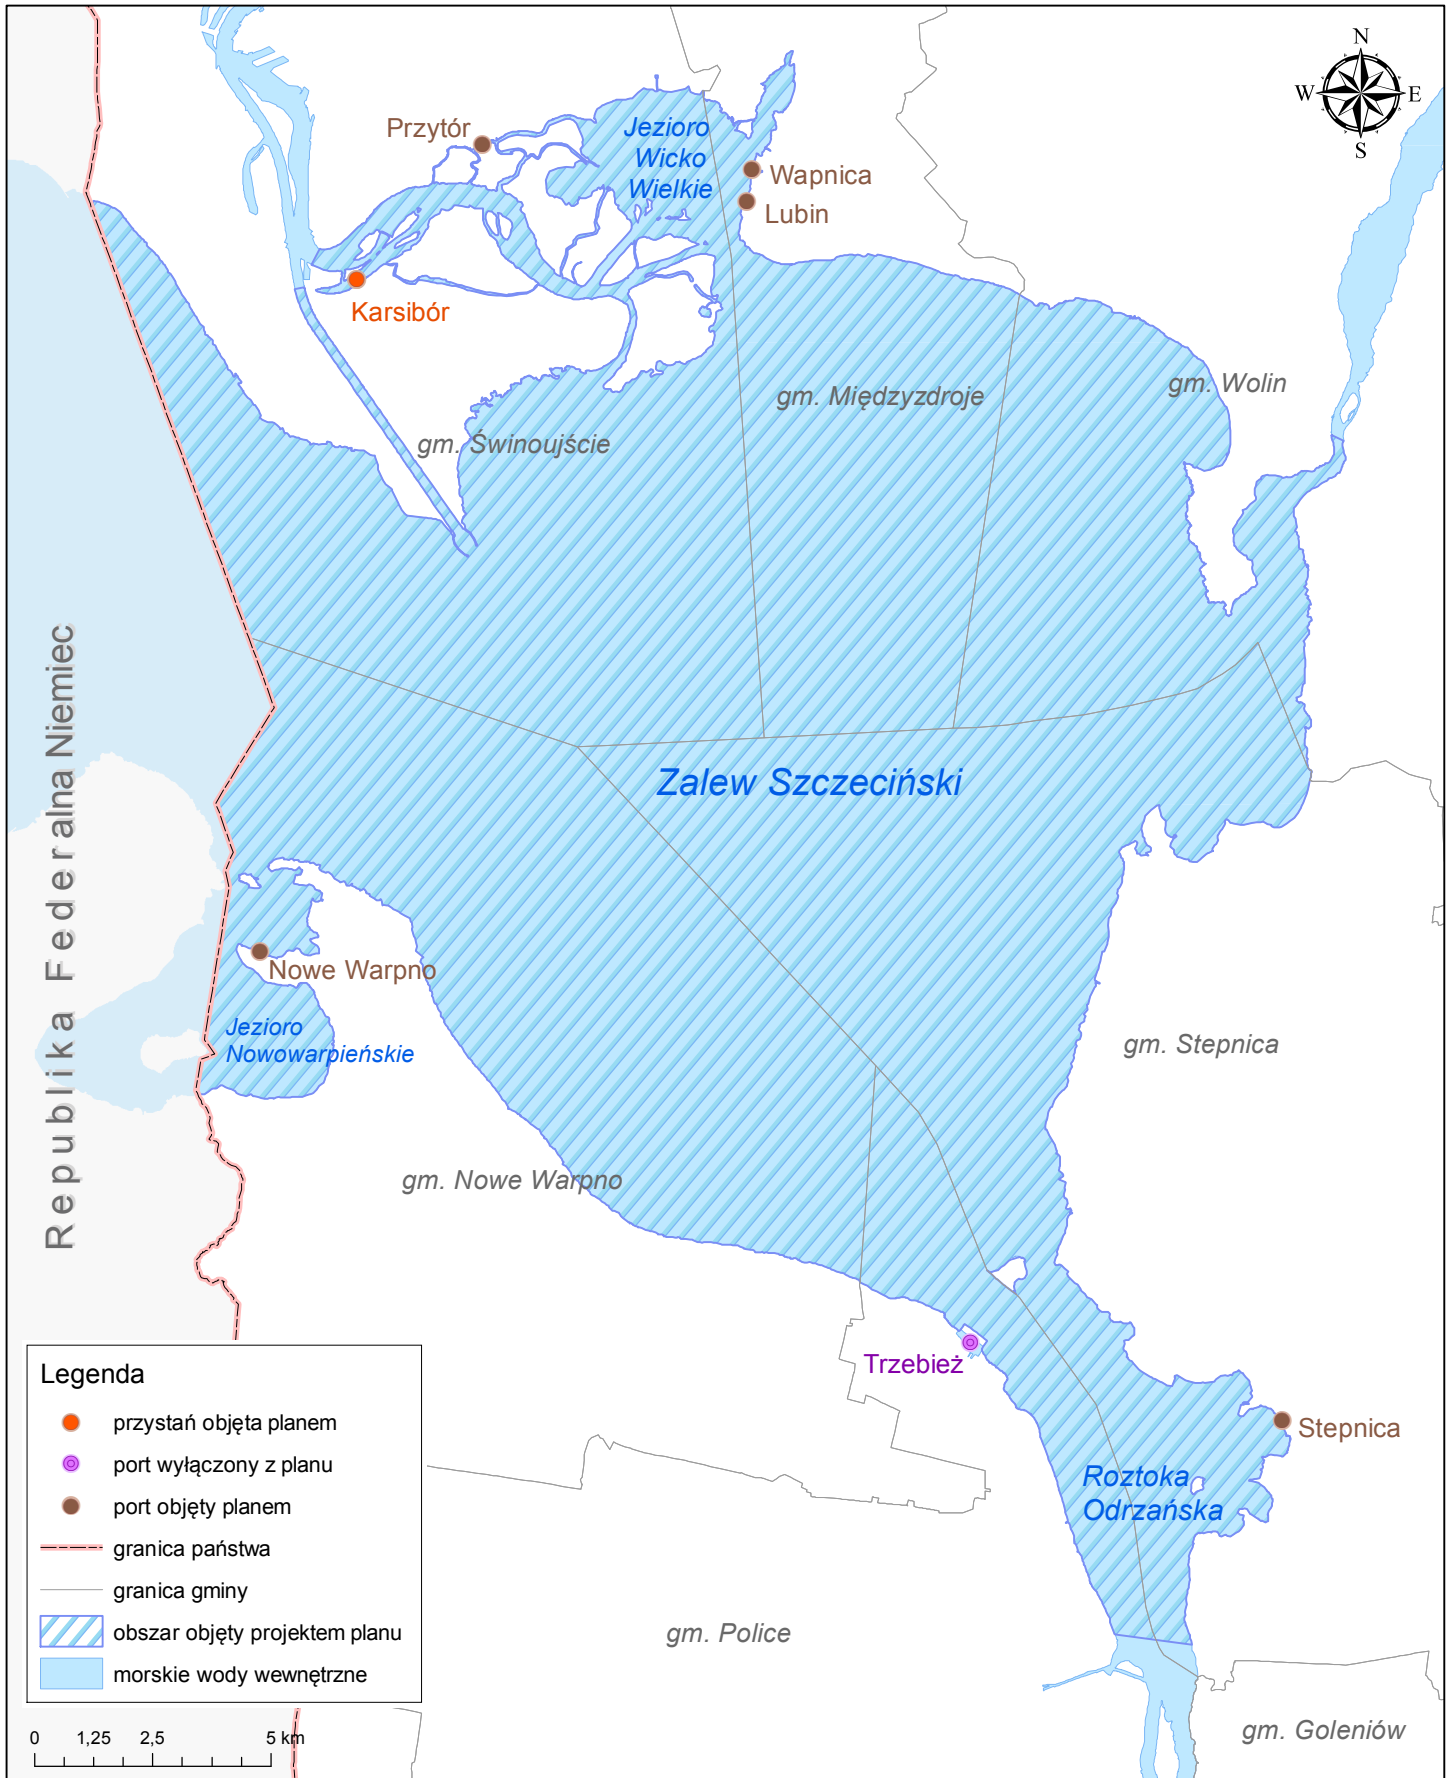 N
W
E
S
Przytór
Jezioro
Wicko
Wielkie
Wapnica
Lubin
Karsibór
gm. Wolin
gm. Międzyzdroje
gm. Świnoujście
Republika Federalna Niemiec
Zalew Szczeciński
Nowe Warpno
Jezioro
Nowowarpieńskie
gm. Stepnica
gm. Nowe Warpno
Trzebież
Stepnica
Roztoka
Odrzańska
gm. Police
gm. Goleniów
Legenda
przystań objęta planem
port wyłączony z planu
port objęty planem
granica państwa
granica gminy
obszar objęty projektem planu
morskie wody wewnętrzne
0 1,25 2,5 5 km